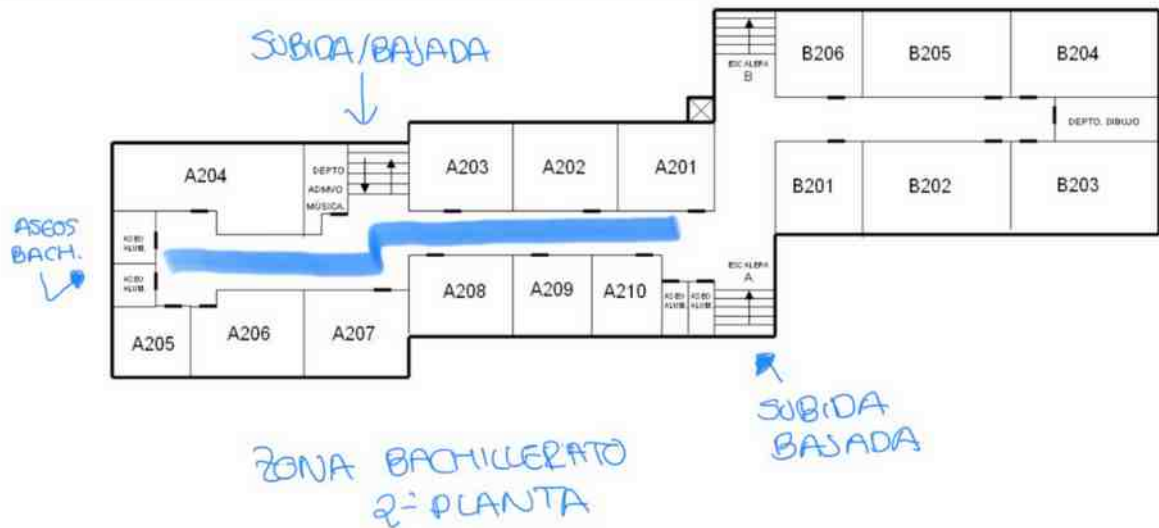 SUBIDA/BAJADA
ESCALERA
B
B206
B205
B204
DEPTO. DIBUJO
A204
DEPTO
ADMVO
MÚSICA
A203
A202
A201
B201
B202
B203
ASEOS
BACH.
ASEO
ALUM.
ASEO
ALUM.
ESCALERA
A
A208
A209
A210
ASEO
ALUM.
ASEO
ALUM.
A205
A206
A207
SUBIDA
BAJADA
ZONA BACHILLERATO
2ª PLANTA